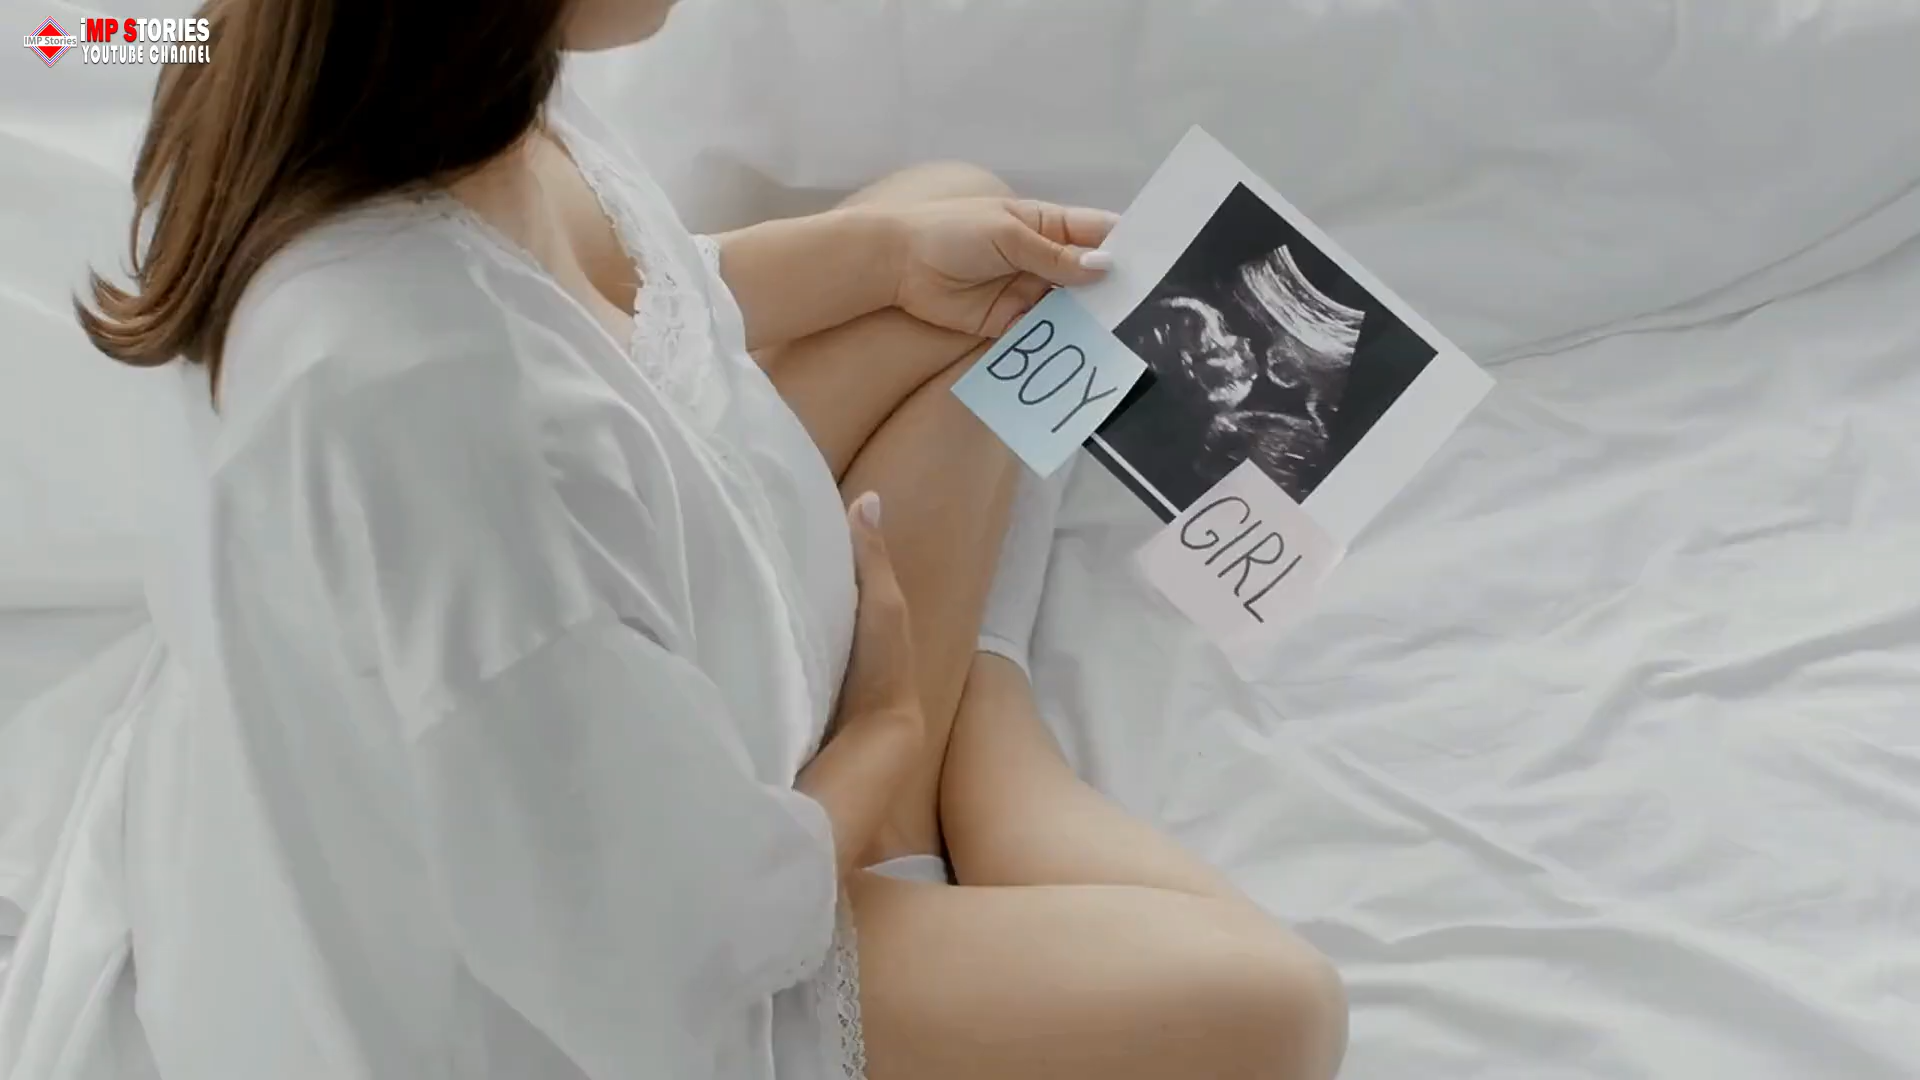 IMP Stories
iMP STORIES
YOUTUBE CHANNEL
BOY
GIRL